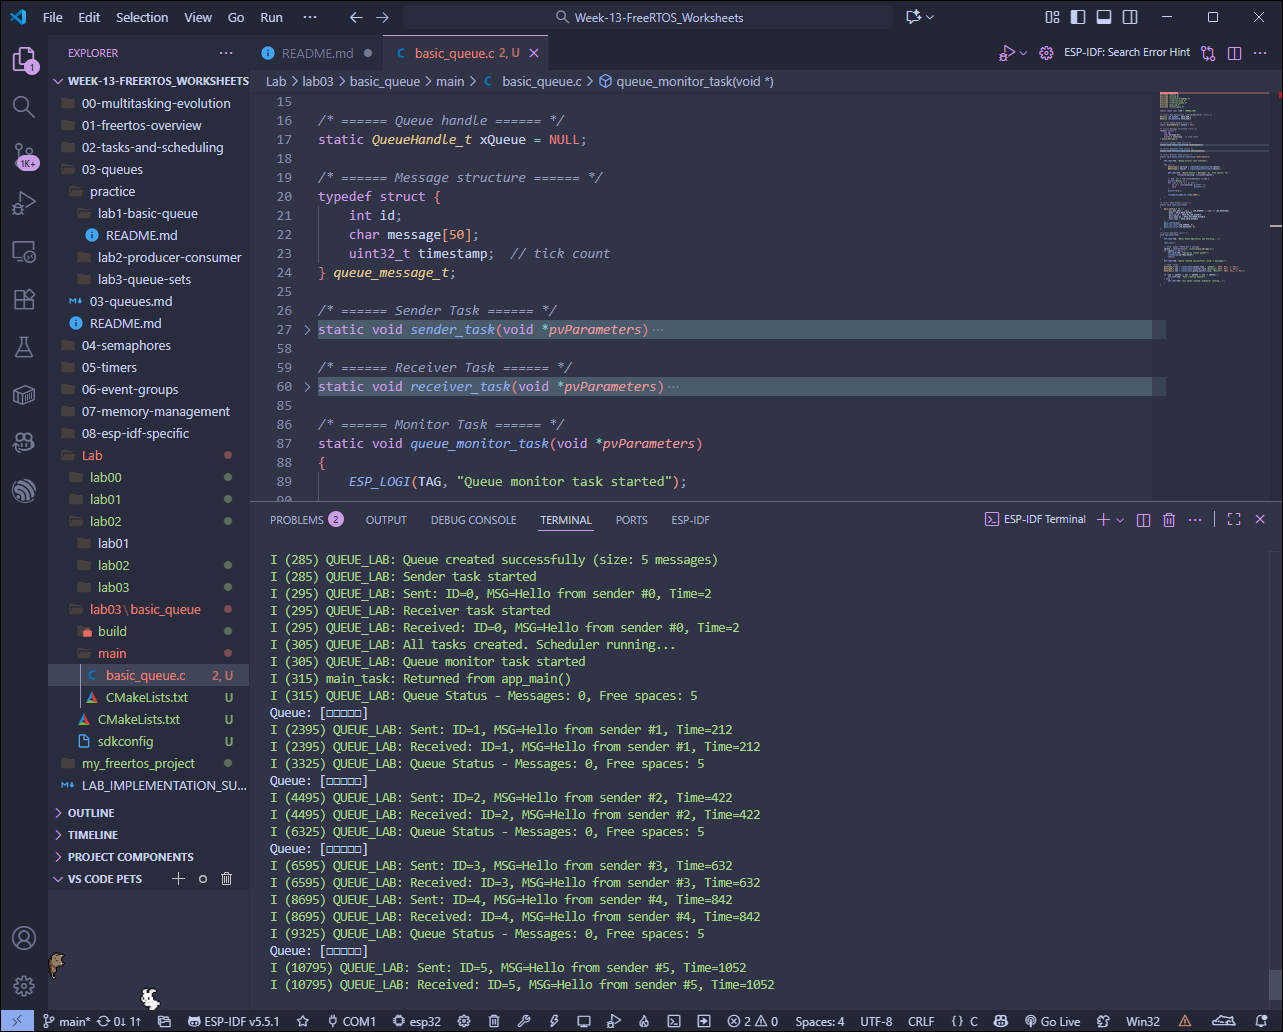 File Edit Selection View Go Run ··· Week-13-FreeRTOS_Worksheets
EXPLORER
README.md
basic_queue.c 2, U
ESP-IDF: Search Error Hint
Lab > lab03 > basic_queue > main > C basic_queue.c > queue_monitor_task(void *)
WEEK-13-FREERTOS_WORKSHEETS
00-multitasking-evolution
01-freertos-overview
02-tasks-and-scheduling
03-queues
practice
lab1-basic-queue
README.md
lab2-producer-consumer
lab3-queue-sets
03-queues.md
README.md
04-semaphores
05-timers
06-event-groups
07-memory-management
08-esp-idf-specific
Lab
lab00
lab01
lab02
lab01
lab02
lab03
lab03\basic_queue
build
main
C basic_queue.c 2, U
CMakeLists.txt U
CMakeLists.txt U
sdkconfig U
my_freertos_project
LAB_IMPLEMENTATION_SU...
OUTLINE
TIMELINE
PROJECT COMPONENTS
VS CODE PETS
15
16 /* ====== Queue handle ====== */
17 static QueueHandle_t xQueue = NULL;
18
19 /* ====== Message structure ====== */
20 typedef struct {
21 int id;
22 char message[50];
23 uint32_t timestamp; // tick count
24 } queue_message_t;
25
26 /* ====== Sender Task ====== */
27 static void sender_task(void *pvParameters)···
58
59 /* ====== Receiver Task ====== */
60 static void receiver_task(void *pvParameters)···
85
86 /* ====== Monitor Task ====== */
87 static void queue_monitor_task(void *pvParameters)
88 {
89 ESP_LOGI(TAG, "Queue monitor task started");
90
PROBLEMS 2 OUTPUT DEBUG CONSOLE TERMINAL PORTS ESP-IDF ESP-IDF Terminal
I (285) QUEUE_LAB: Queue created successfully (size: 5 messages)
I (285) QUEUE_LAB: Sender task started
I (295) QUEUE_LAB: Sent: ID=0, MSG=Hello from sender #0, Time=2
I (295) QUEUE_LAB: Receiver task started
I (295) QUEUE_LAB: Received: ID=0, MSG=Hello from sender #0, Time=2
I (305) QUEUE_LAB: All tasks created. Scheduler running...
I (305) QUEUE_LAB: Queue monitor task started
I (315) main_task: Returned from app_main()
I (315) QUEUE_LAB: Queue Status - Messages: 0, Free spaces: 5
Queue: [□□□□□]
I (2395) QUEUE_LAB: Sent: ID=1, MSG=Hello from sender #1, Time=212
I (2395) QUEUE_LAB: Received: ID=1, MSG=Hello from sender #1, Time=212
I (3325) QUEUE_LAB: Queue Status - Messages: 0, Free spaces: 5
Queue: [□□□□□]
I (4495) QUEUE_LAB: Sent: ID=2, MSG=Hello from sender #2, Time=422
I (4495) QUEUE_LAB: Received: ID=2, MSG=Hello from sender #2, Time=422
I (6325) QUEUE_LAB: Queue Status - Messages: 0, Free spaces: 5
Queue: [□□□□□]
I (6595) QUEUE_LAB: Sent: ID=3, MSG=Hello from sender #3, Time=632
I (6595) QUEUE_LAB: Received: ID=3, MSG=Hello from sender #3, Time=632
I (8695) QUEUE_LAB: Sent: ID=4, MSG=Hello from sender #4, Time=842
I (8695) QUEUE_LAB: Received: ID=4, MSG=Hello from sender #4, Time=842
I (9325) QUEUE_LAB: Queue Status - Messages: 0, Free spaces: 5
Queue: [□□□□□]
I (10795) QUEUE_LAB: Sent: ID=5, MSG=Hello from sender #5, Time=1052
I (10795) QUEUE_LAB: Received: ID=5, MSG=Hello from sender #5, Time=1052
1
1K+
main* 0↓ 1↑ ESP-IDF v5.5.1 COM1 esp32 2 0 Spaces: 4 UTF-8 CRLF {} C Go Live Win32